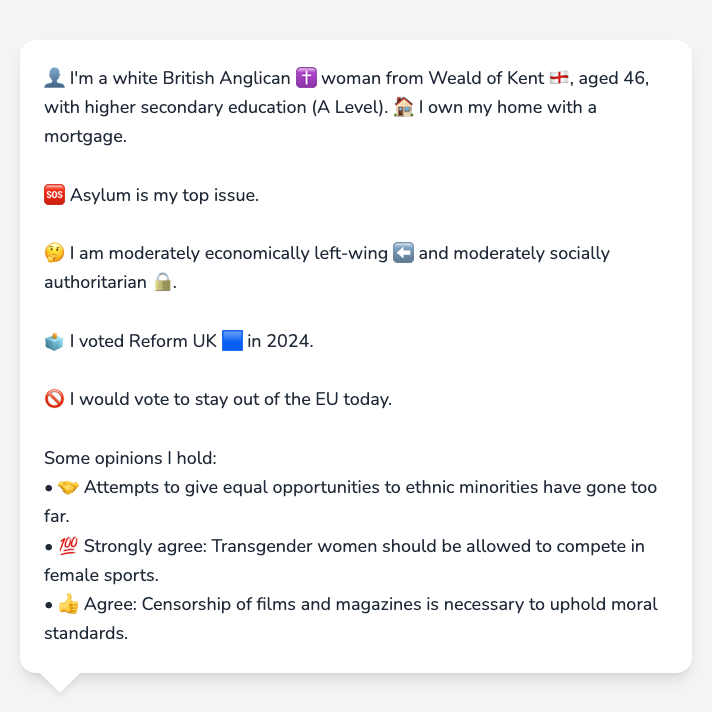 👤 I'm a white British Anglican ✝️ woman from Weald of Kent 🏴󠁧󠁢󠁥󠁮󠁧󠁿, aged 46,
with higher secondary education (A Level). 🏠 I own my home with a
mortgage.
🆘 Asylum is my top issue.
🤔 I am moderately economically left-wing ⬅️ and moderately socially
authoritarian 🔒.
🗳️ I voted Reform UK 🟦 in 2024.
🚫 I would vote to stay out of the EU today.
Some opinions I hold:
• 🤝 Attempts to give equal opportunities to ethnic minorities have gone too
far.
• 💯 Strongly agree: Transgender women should be allowed to compete in
female sports.
• 👍 Agree: Censorship of films and magazines is necessary to uphold moral
standards.